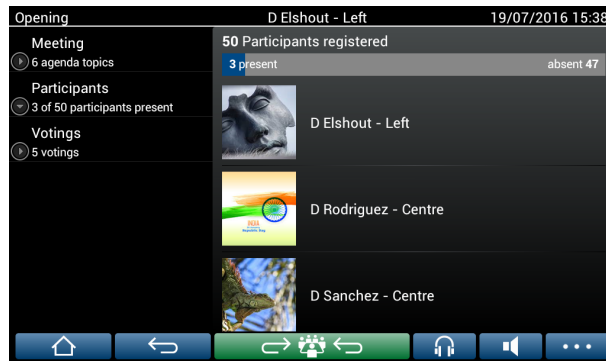 Opening
D Elshout - Left
19/07/2016 15:38
Meeting
6 agenda topics
Participants
3 of 50 participants present
Votings
5 votings
50 Participants registered
3 present
absent 47
D Elshout - Left
D Rodriguez - Centre
D Sanchez - Centre